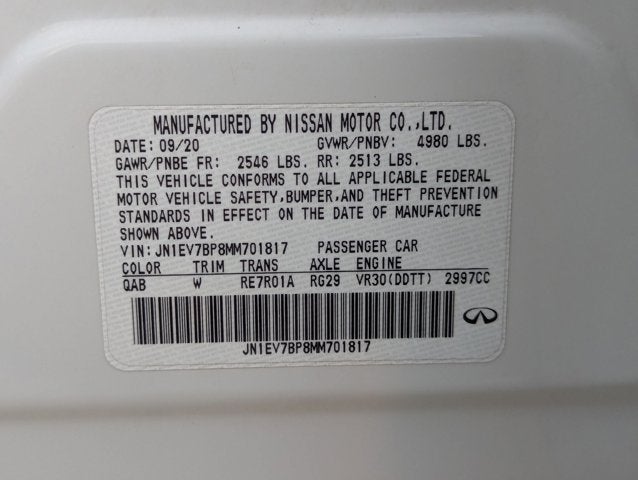 MANUFACTURED BY NISSAN MOTOR CO.,LTD.
DATE: 09/20 GVWR/PNBV: 4980 LBS.
GAWR/PNBE FR: 2546 LBS. RR: 2513 LBS.
THIS VEHICLE CONFORMS TO ALL APPLICABLE FEDERAL
MOTOR VEHICLE SAFETY,BUMPER,AND THEFT PREVENTION
STANDARDS IN EFFECT ON THE DATE OF MANUFACTURE
SHOWN ABOVE.
VIN:JN1EV7BP8MM701817 PASSENGER CAR
COLOR TRIM TRANS AXLE ENGINE
QAB W RE7R01A RG29 VR30(DDTT) 2997CC
JN1EV7BP8MM701817